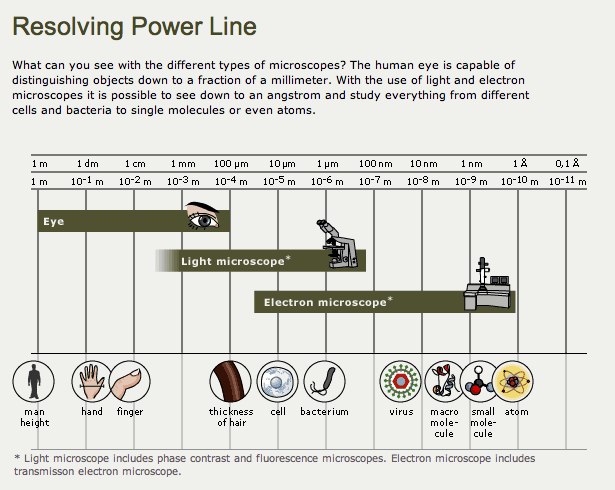 Resolving Power Line
What can you see with the different types of microscopes? The human eye is capable of
distinguishing objects down to a fraction of a millimeter. With the use of light and electron
microscopes it is possible to see down to an angstrom and study everything from different
cells and bacteria to single molecules or even atoms.
1 m 1 dm 1 cm 1 mm 100 µm 10 µm 1 µm 100 nm 10 nm 1 nm 1 Å 0,1 Å
1 m 10⁻¹ m 10⁻² m 10⁻³ m 10⁻⁴ m 10⁻⁵ m 10⁻⁶ m 10⁻⁷ m 10⁻⁸ m 10⁻⁹ m 10⁻¹⁰ m 10⁻¹¹ m
Eye
Light microscope*
Electron microscope*
man hand finger thickness cell bacterium virus macro small atom
height of hair mole- mole-
cule cule
* Light microscope includes phase contrast and fluorescence microscopes. Electron microscope includes
transmisson electron microscope.